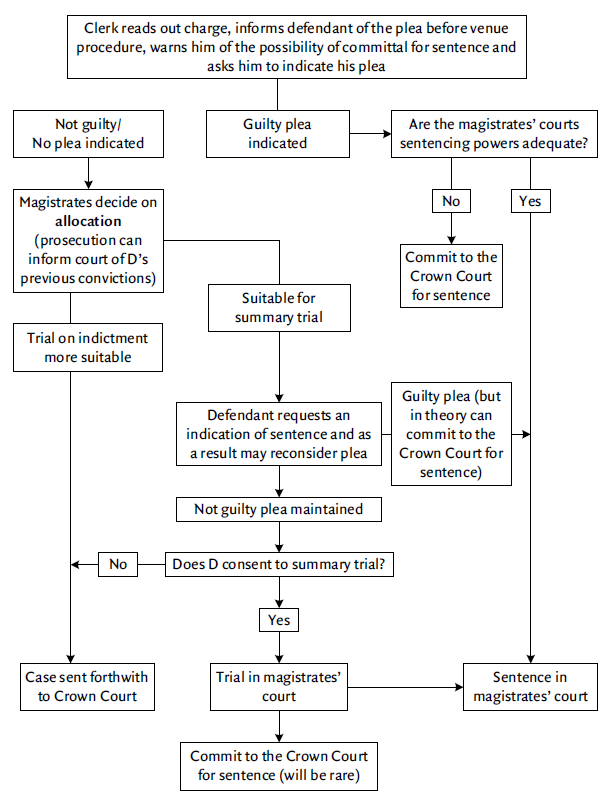 Clerk reads out charge, informs defendant of the plea before venue
procedure, warns him of the possibility of committal for sentence and
asks him to indicate his plea
Not guilty/
No plea indicated
Guilty plea
indicated
Are the magistrates’ courts
sentencing powers adequate?
No
Yes
Magistrates decide on
allocation
(prosecution can
inform court of D’s
previous convictions)
Commit to the
Crown Court
for sentence
Suitable for
summary trial
Trial on indictment
more suitable
Defendant requests an
indication of sentence and as
a result may reconsider plea
Guilty plea (but
in theory can
commit to the
Crown Court for
sentence)
Not guilty plea maintained
No
Does D consent to summary trial?
Yes
Case sent forthwith
to Crown Court
Trial in magistrates’
court
Sentence in
magistrates’ court
Commit to the Crown Court
for sentence (will be rare)